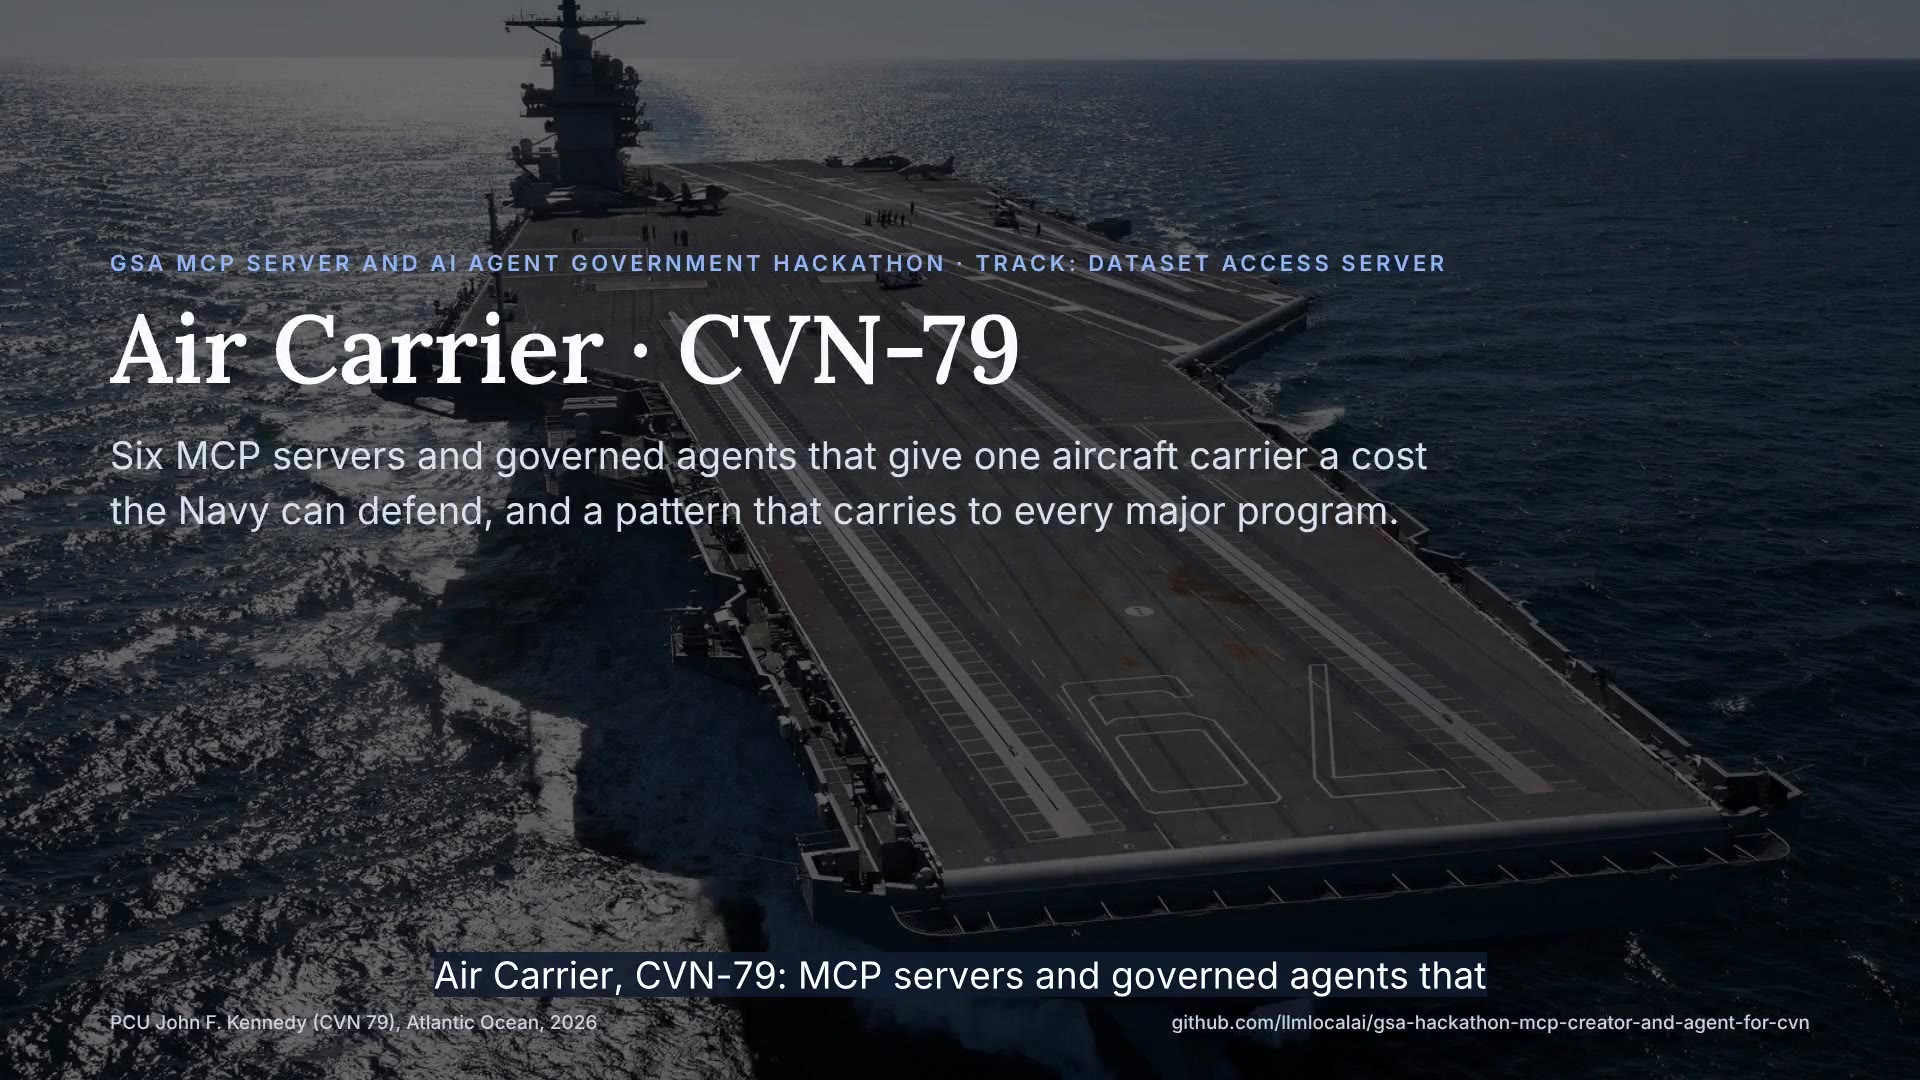 GSA MCP SERVER AND AI AGENT GOVERNMENT HACKATHON · TRACK: DATASET ACCESS SERVER
Air Carrier · CVN-79
Six MCP servers and governed agents that give one aircraft carrier a cost
the Navy can defend, and a pattern that carries to every major program.
79
Air Carrier, CVN-79: MCP servers and governed agents that
PCU John F. Kennedy (CVN 79), Atlantic Ocean, 2026
github.com/llmlocalai/gsa-hackathon-mcp-creator-and-agent-for-cvn